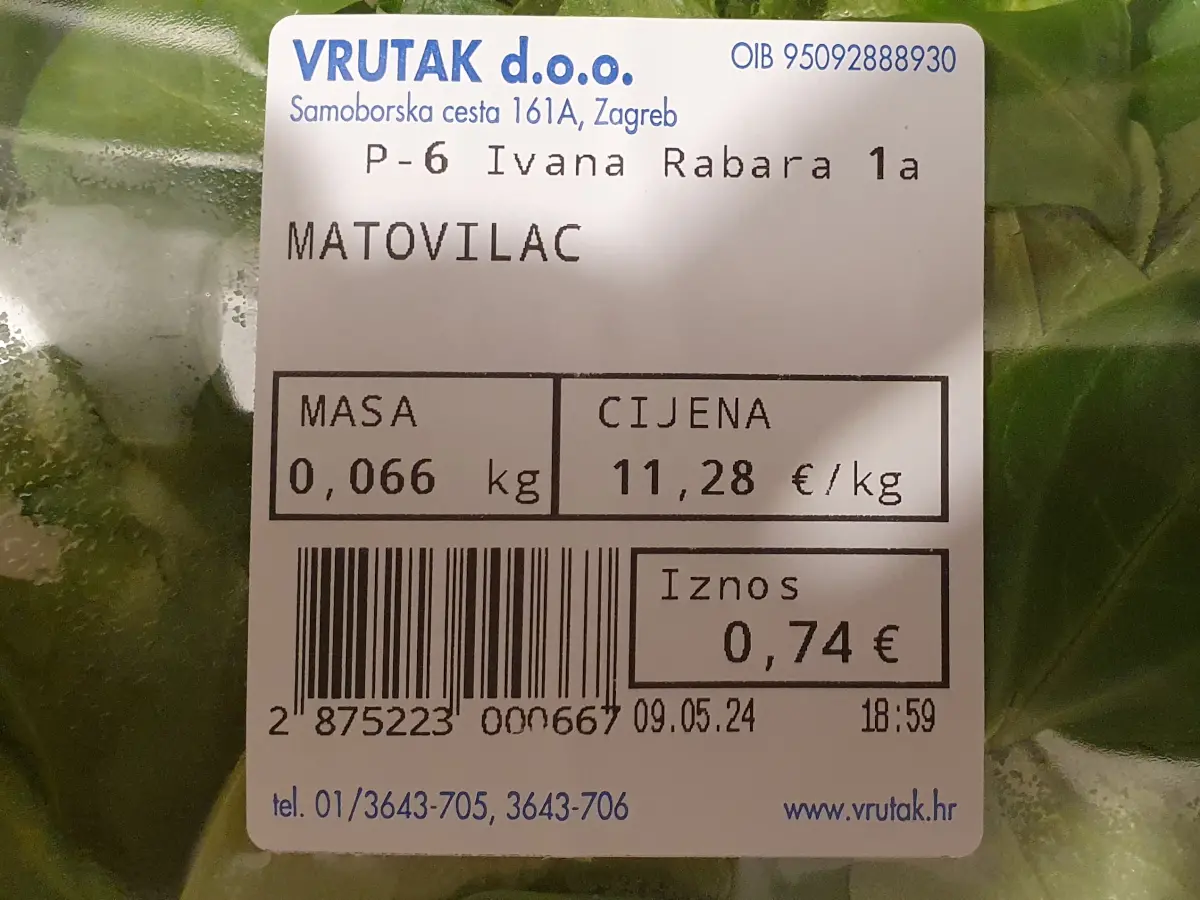 VRUTAK d.o.o. OIB 95092888930
Samoborska cesta 161A, Zagreb
P-6 Ivana Rabara 1a
MATOVILAC
MASA CIJENA
0,066 kg 11,28 €/kg
Iznos
0,74 €
2 875223 000667 09.05.24 18:59
tel. 01/3643-705, 3643-706 www.vrutak.hr